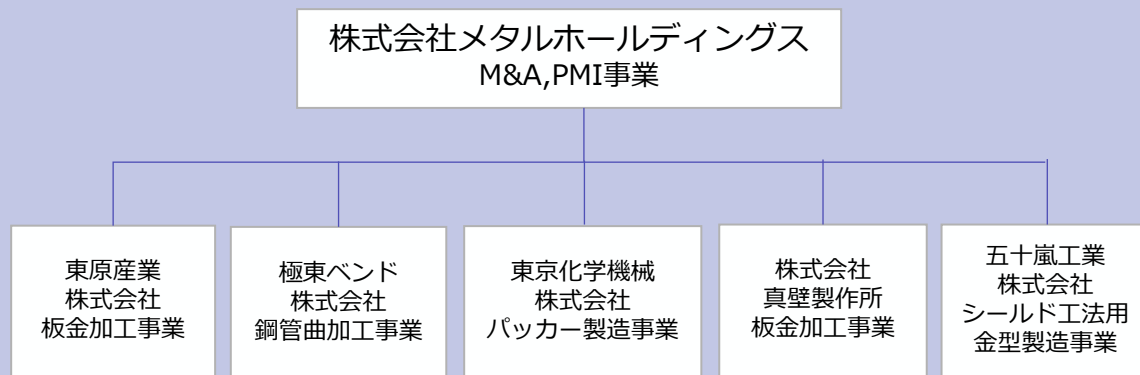 株式会社メタルホールディングス
M&A,PMI事業
東原産業
株式会社
板金加工事業
極東ベンド
株式会社
鋼管曲加工事業
東京化学機械
株式会社
パッカー製造事業
株式会社
真壁製作所
板金加工事業
五十嵐工業
株式会社
シールド工法用
金型製造事業